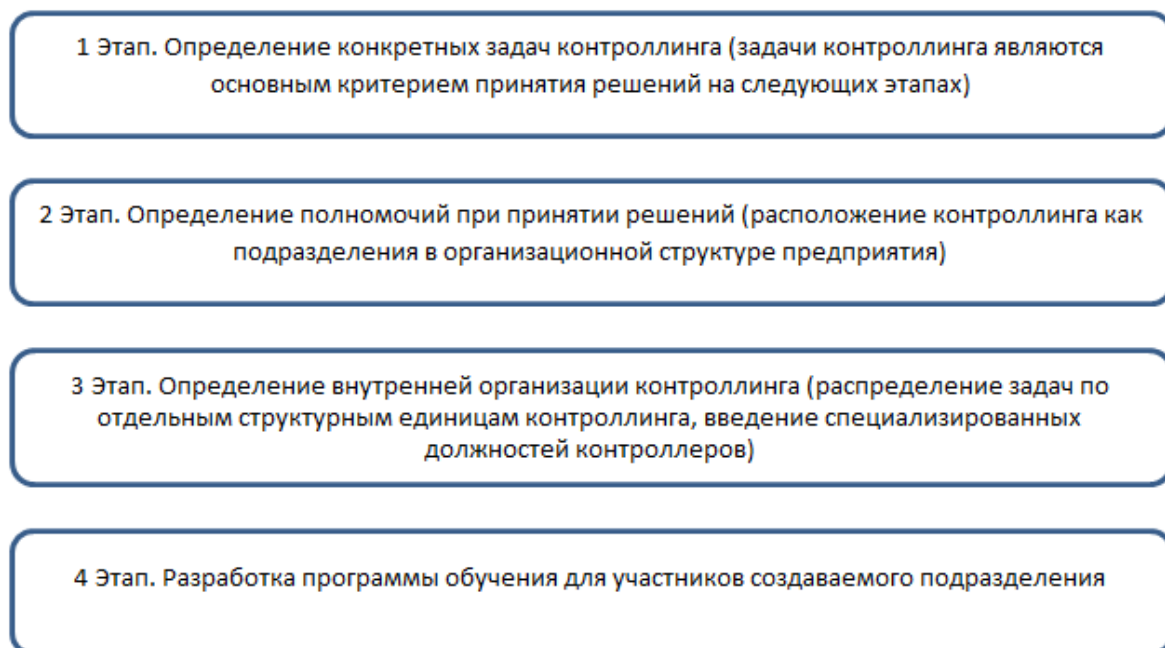 1 Этап. Определение конкретных задач контроллинга (задачи контроллинга являются
основным критерием принятия решений на следующих этапах)
2 Этап. Определение полномочий при принятии решений (расположение контроллинга как
подразделения в организационной структуре предприятия)
3 Этап. Определение внутренней организации контроллинга (распределение задач по
отдельным структурным единицам контроллинга, введение специализированных
должностей контроллеров)
4 Этап. Разработка программы обучения для участников создаваемого подразделения